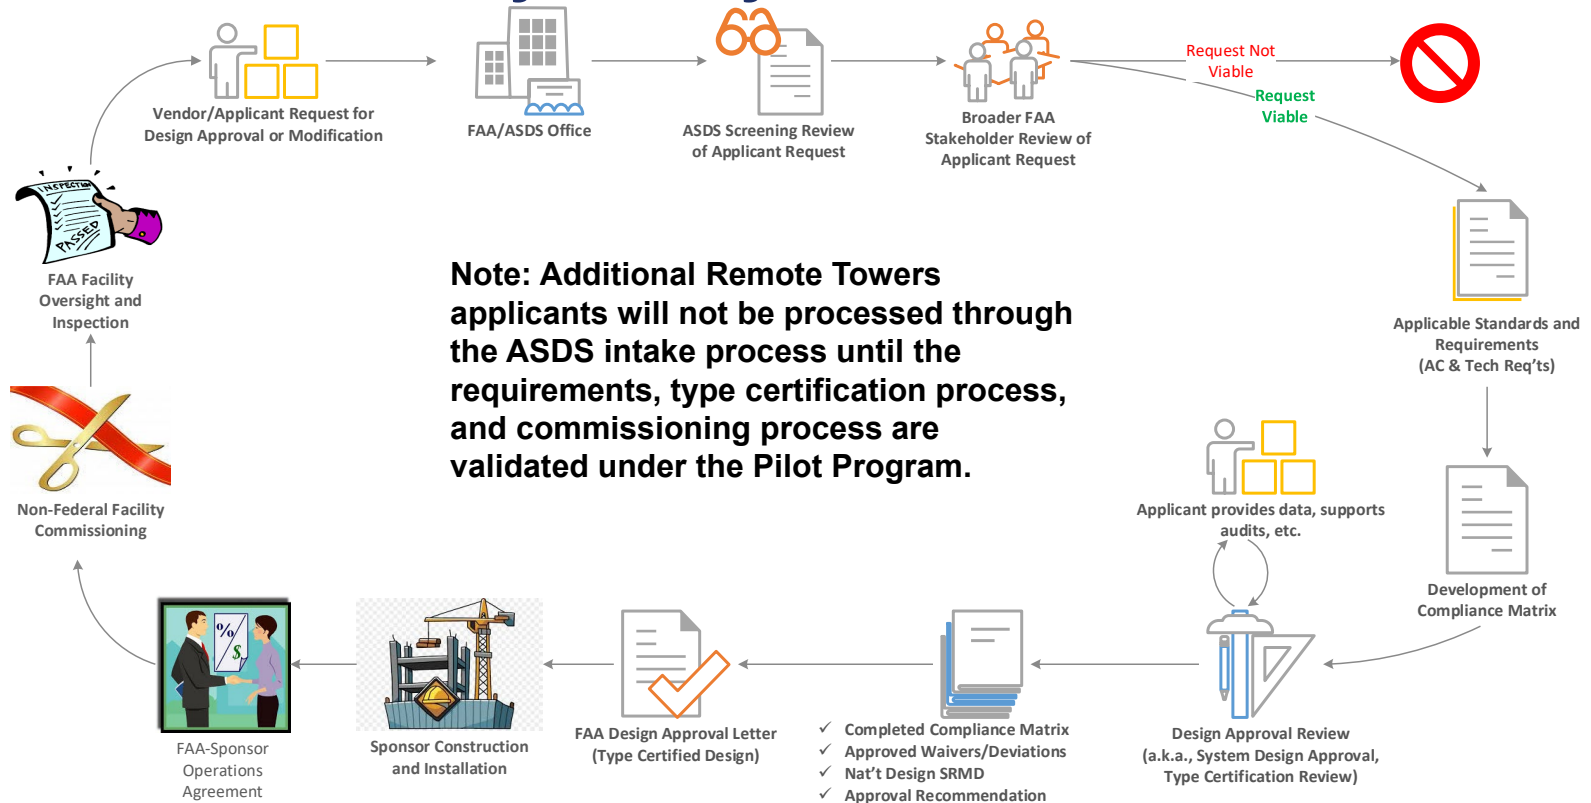 Vendor/Applicant Request for
Design Approval or Modification
FAA/ASDS Office
ASDS Screening Review
of Applicant Request
Broader FAA
Stakeholder Review of
Applicant Request
Request Not
Viable
Request
Viable
Applicable Standards and
Requirements
(AC & Tech Req'ts)
Development of
Compliance Matrix
Applicant provides data, supports
audits, etc.
Design Approval Review
(a.k.a., System Design Approval,
Type Certification Review)
✓ Completed Compliance Matrix
✓ Approved Waivers/Deviations
✓ Nat't Design SRMD
✓ Approval Recommendation
FAA Design Approval Letter
(Type Certified Design)
Sponsor Construction
and Installation
%/$
FAA-Sponsor
Operations
Agreement
Non-Federal Facility
Commissioning
INSPECTION
PASSED
FAA Facility
Oversight and
Inspection
Note: Additional Remote Towers
applicants will not be processed through
the ASDS intake process until the
requirements, type certification process,
and commissioning process are
validated under the Pilot Program.